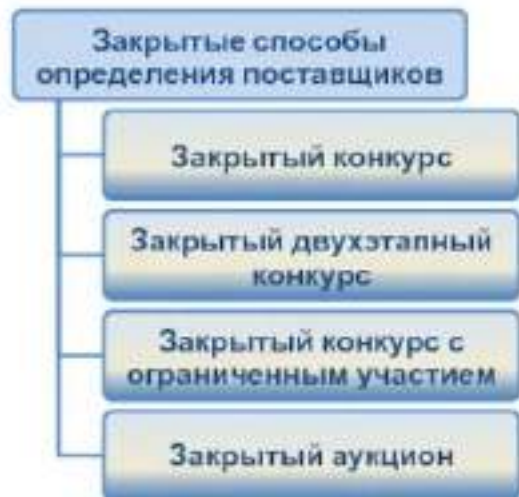 Закрытые способы
определения поставщиков
Закрытый конкурс
Закрытый двухэтапный
конкурс
Закрытый конкурс с
ограниченным участием
Закрытый аукцион